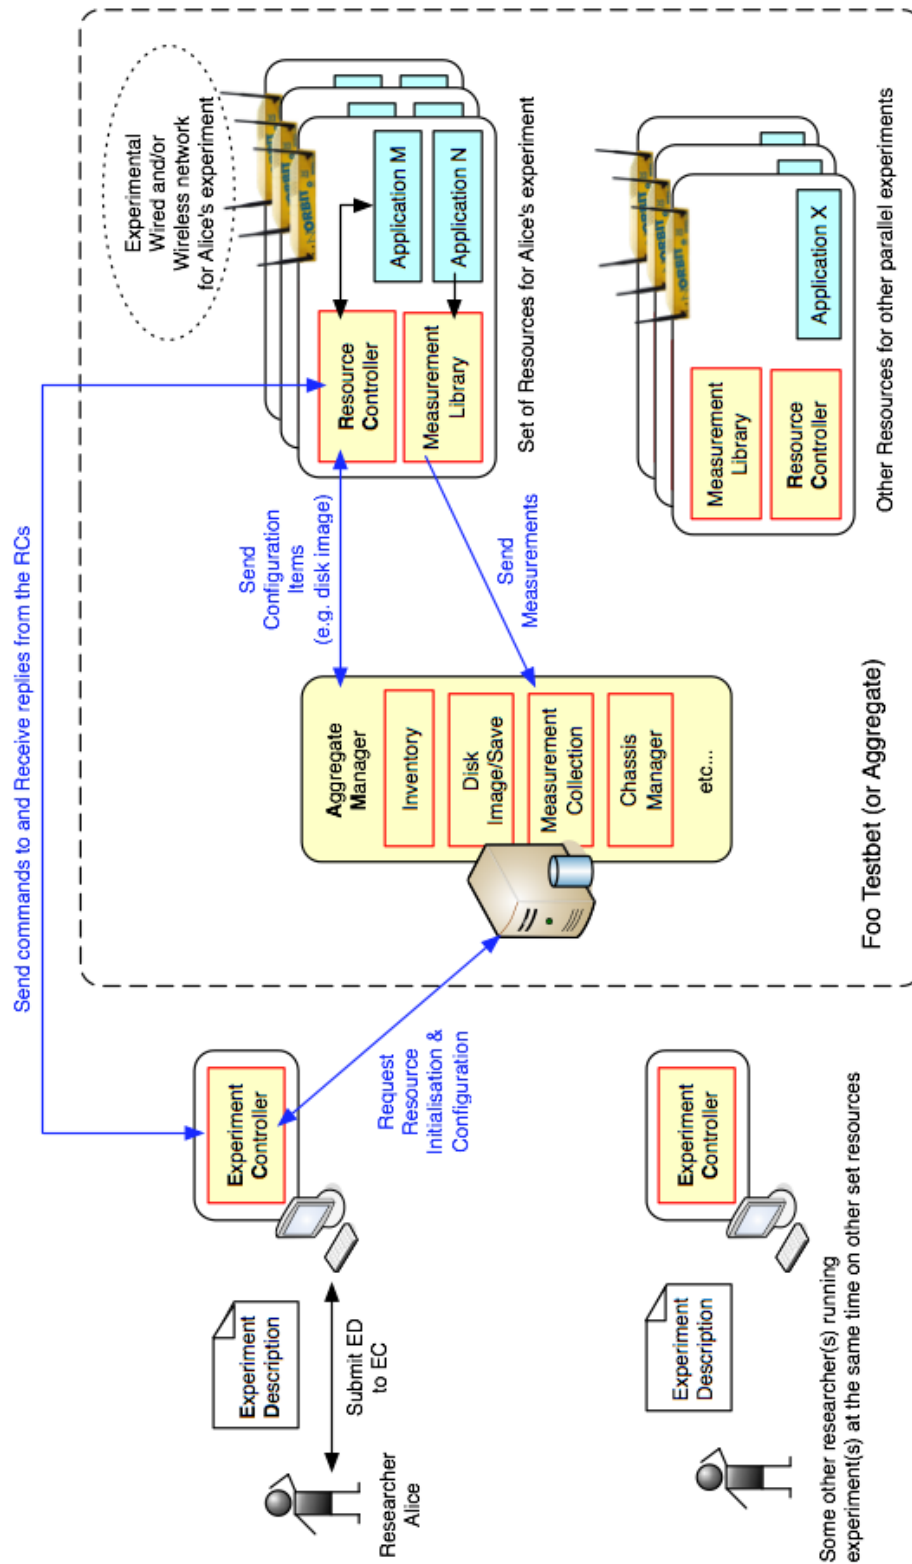 Send commands to and Receive replies from the RCs
Researcher
Alice
Experiment
Description
Submit ED
to EC
Experiment
Controller
Request
Resource
Initialisation &
Configuration
Aggregate
Manager
Inventory
Disk
Image/Save
Measurement
Collection
Chassis
Manager
etc...
Send
Configuration
Items
(e.g. disk image)
Send
Measurements
Experimental
Wired and/or
Wireless network
for Alice's experiment
ORBIT
Resource
Controller
Measurement
Library
Application M
Application N
Set of Resources for Alice's experiment
Some other researcher(s) running
experiment(s) at the same time on other set resources
Experiment
Description
Experiment
Controller
Foo Testbet (or Aggregate)
ORBIT
Measurement
Library
Resource
Controller
Application X
Other Resources for other parallel experiments